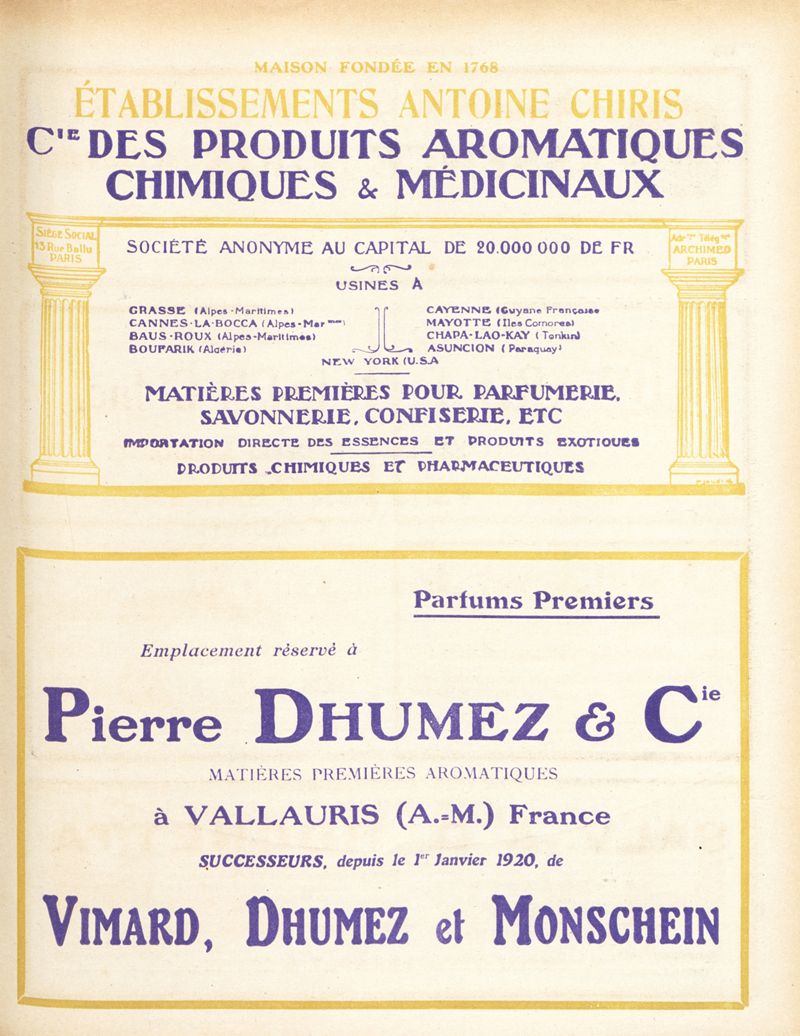 MAISON FONDÉE EN 1768
ÉTABLISSEMENTS ANTOINE CHIRIS
CIE DES PRODUITS AROMATIQUES
CHIMIQUES & MÉDICINAUX
SIÈGE SOCIAL
13 Rue Ballu
PARIS
Adr sse Télég que
ARCHIMED
PARIS
SOCIÉTÉ ANONYME AU CAPITAL DE 20.000 000 DE FR
USINES A
GRASSE (Alpes-Maritimes)
CANNES-LA-BOCCA (Alpes-Mar mes)
BAUS-ROUX (Alpes-Maritimes)
BOUFARIK (Algérie)
CAYENNE (Guyane Française
MAYOTTE (Iles Comores)
CHAPA-LAO-KAY (Tonkin)
ASUNCION (Paraguay)
NEW YORK (U.S.A
MATIÈRES PREMIÈRES POUR PARFUMERIE,
SAVONNERIE, CONFISERIE, ETC
IMPORTATION DIRECTE DES ESSENCES ET PRODUITS EXOTIQUES
PRODUITS CHIMIQUES ET PHARMACEUTIQUES
Parfums Premiers
Emplacement réservé à
Pierre DHUMEZ & Cie
MATIÈRES PREMIÈRES AROMATIQUES
à VALLAURIS (A.=M.) France
SUCCESSEURS, depuis le 1er Janvier 1920, de
VIMARD, DHUMEZ et MONSCHEIN